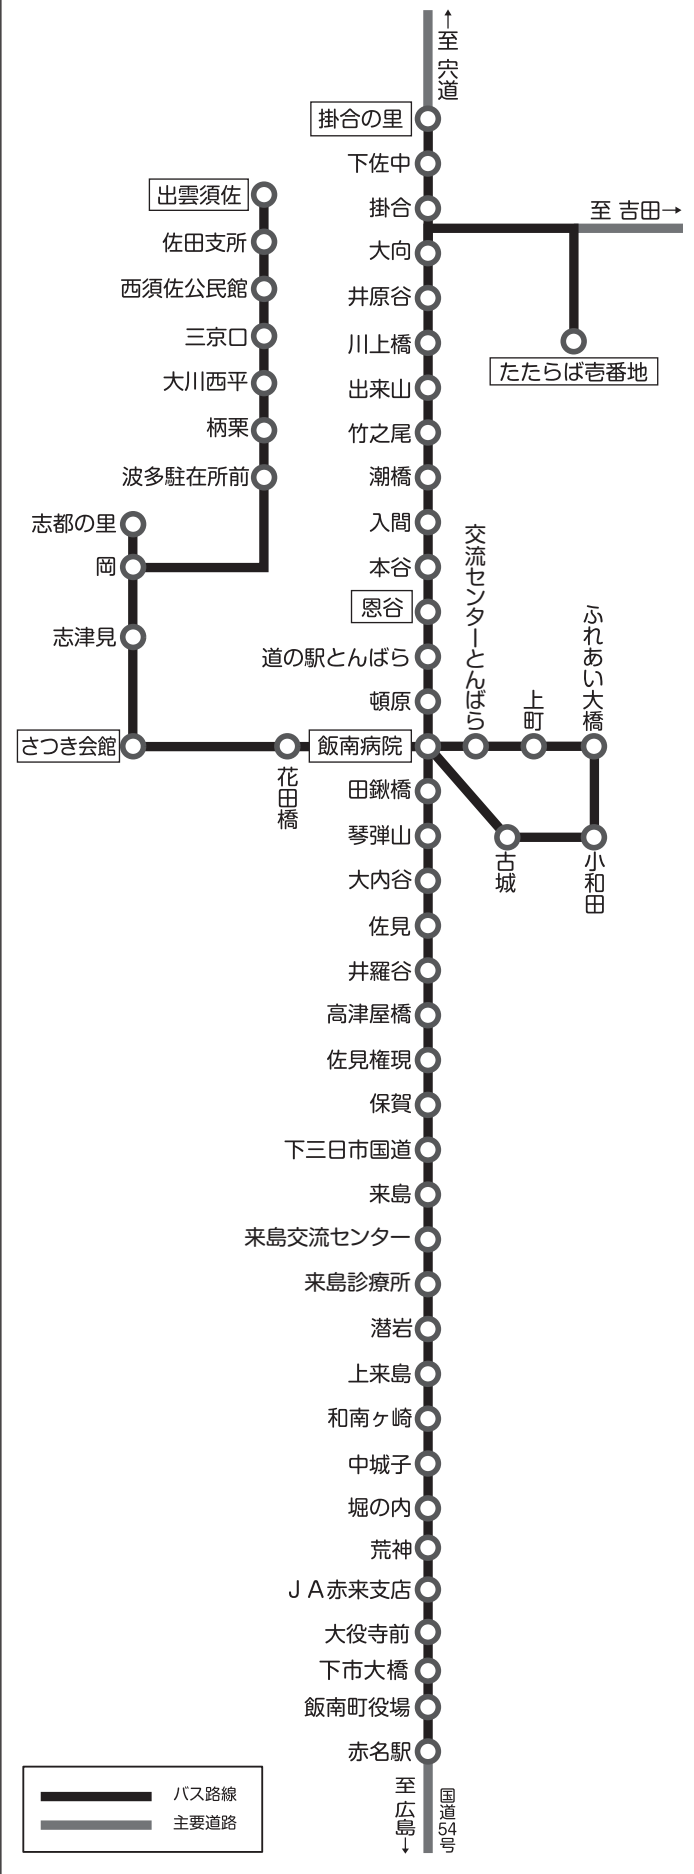 ←至 宍道
掛合の里
下佐中
掛合
至 吉田→
大向
井原谷
川上橋
たたらば壱番地
出来山
竹之尾
潮橋
入間
本谷
恩谷
道の駅とんばら
頓原
出雲須佐
佐田支所
西須佐公民館
三京口
大川西平
柄栗
波多駐在所前
志都の里
岡
志津見
さつき会館
花田橋
飯南病院
交流センターとんばら
上町
ふれあい大橋
小和田
古城
田鍬橋
琴弾山
大内谷
佐見
井羅谷
高津屋橋
佐見権現
保賀
下三日市国道
来島
来島交流センター
来島診療所
潜岩
上来島
和南ヶ崎
中城子
堀の内
荒神
ＪＡ赤来支店
大役寺前
下市大橋
飯南町役場
赤名駅
至 広島→
国道54号
バス路線
主要道路